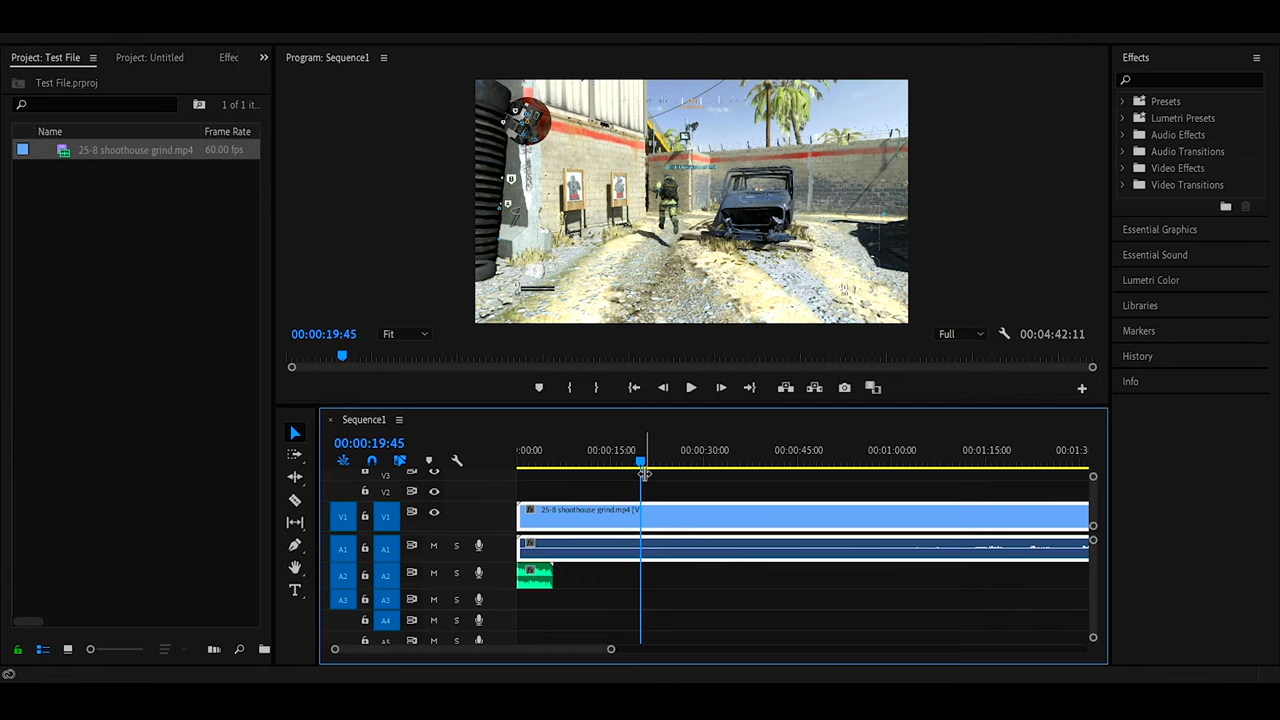 Project: Test File
Project: Untitled
Effec
Test File.prproj
1 of 1 it...
Name
Frame Rate
25-8 shoothouse grind.mp4
60.00 fps
Program: Sequence1
00:00:19:45
Fit
Full
00:04:42:11
Effects
Presets
Lumetri Presets
Audio Effects
Audio Transitions
Video Effects
Video Transitions
Essential Graphics
Essential Sound
Lumetri Color
Libraries
Markers
History
Info
Sequence1
00:00:19:45
:00:00
00:00:15:00
00:00:30:00
00:00:45:00
00:01:00:00
00:01:15:00
00:01:3
V3
V2
V1
V1
25-8 shoothouse grind.mp4 [V
A1
A1
M
S
A2
A2
M
S
A3
A3
M
S
A4
M
S
A5
M
S